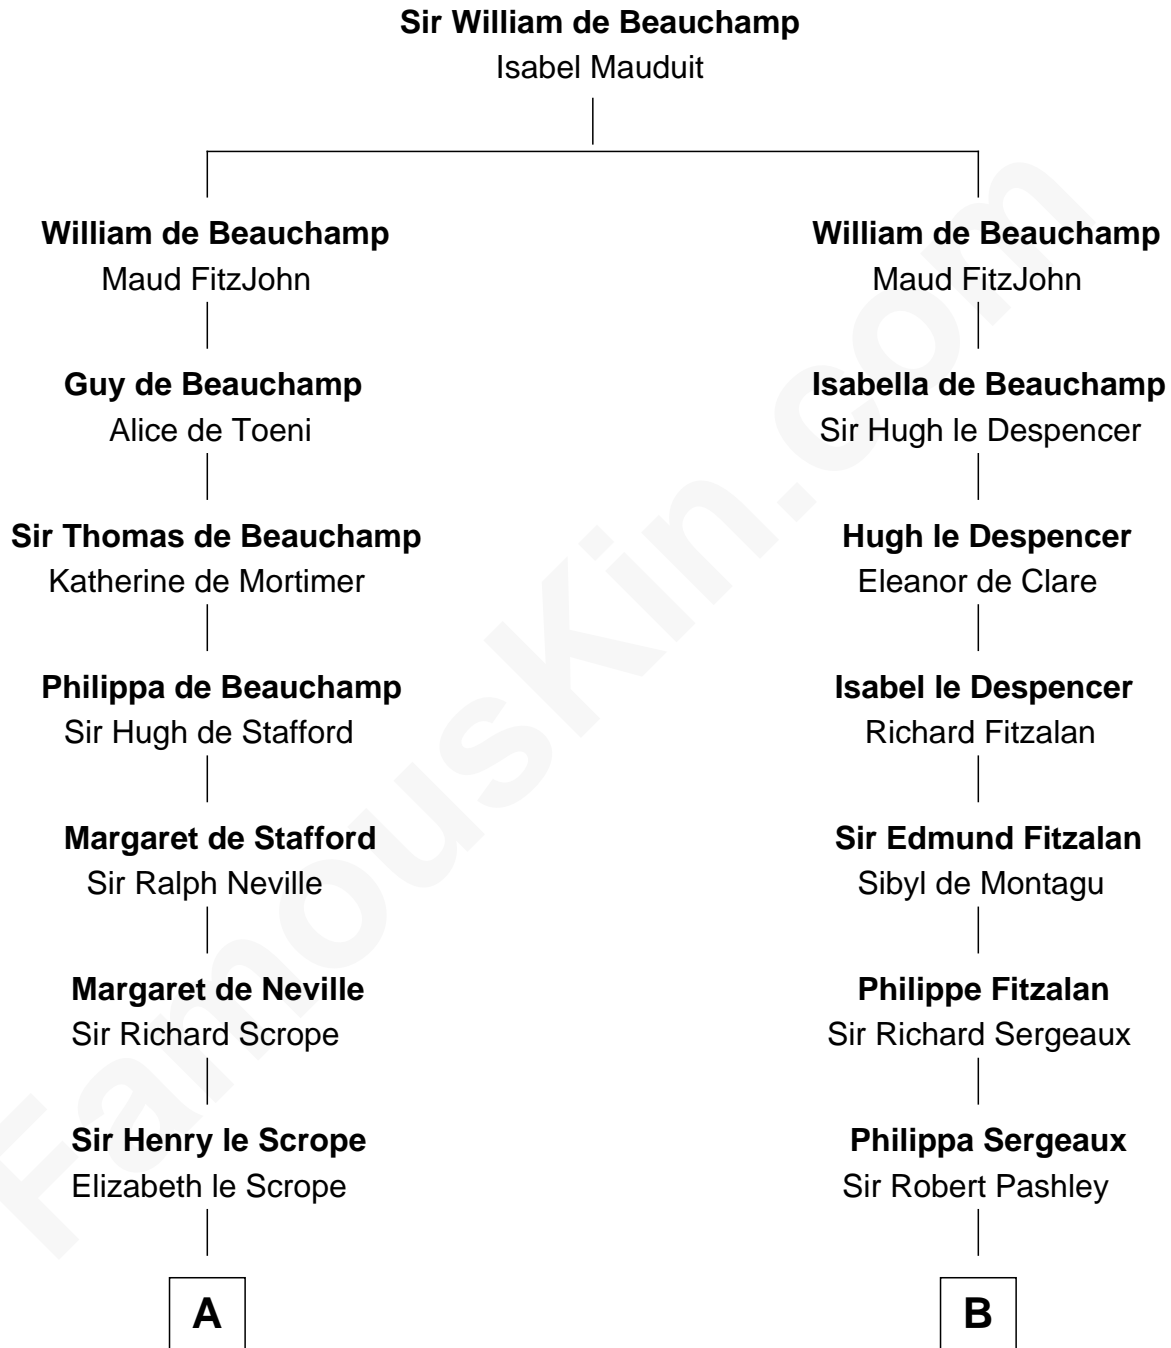 Sir William de Beauchamp
Isabel Mauduit
William de Beauchamp
Maud FitzJohn
William de Beauchamp
Maud FitzJohn
Guy de Beauchamp
Alice de Toeni
Isabella de Beauchamp
Sir Hugh le Despencer
Sir Thomas de Beauchamp
Katherine de Mortimer
Hugh le Despencer
Eleanor de Clare
Philippa de Beauchamp
Sir Hugh de Stafford
Isabel le Despencer
Richard Fitzalan
Margaret de Stafford
Sir Ralph Neville
Sir Edmund Fitzalan
Sibyl de Montagu
Margaret de Neville
Sir Richard Scrope
Philippe Fitzalan
Sir Richard Sergeaux
Sir Henry le Scrope
Elizabeth le Scrope
Philippa Sergeaux
Sir Robert Pashley
A
B
FamousKin.com